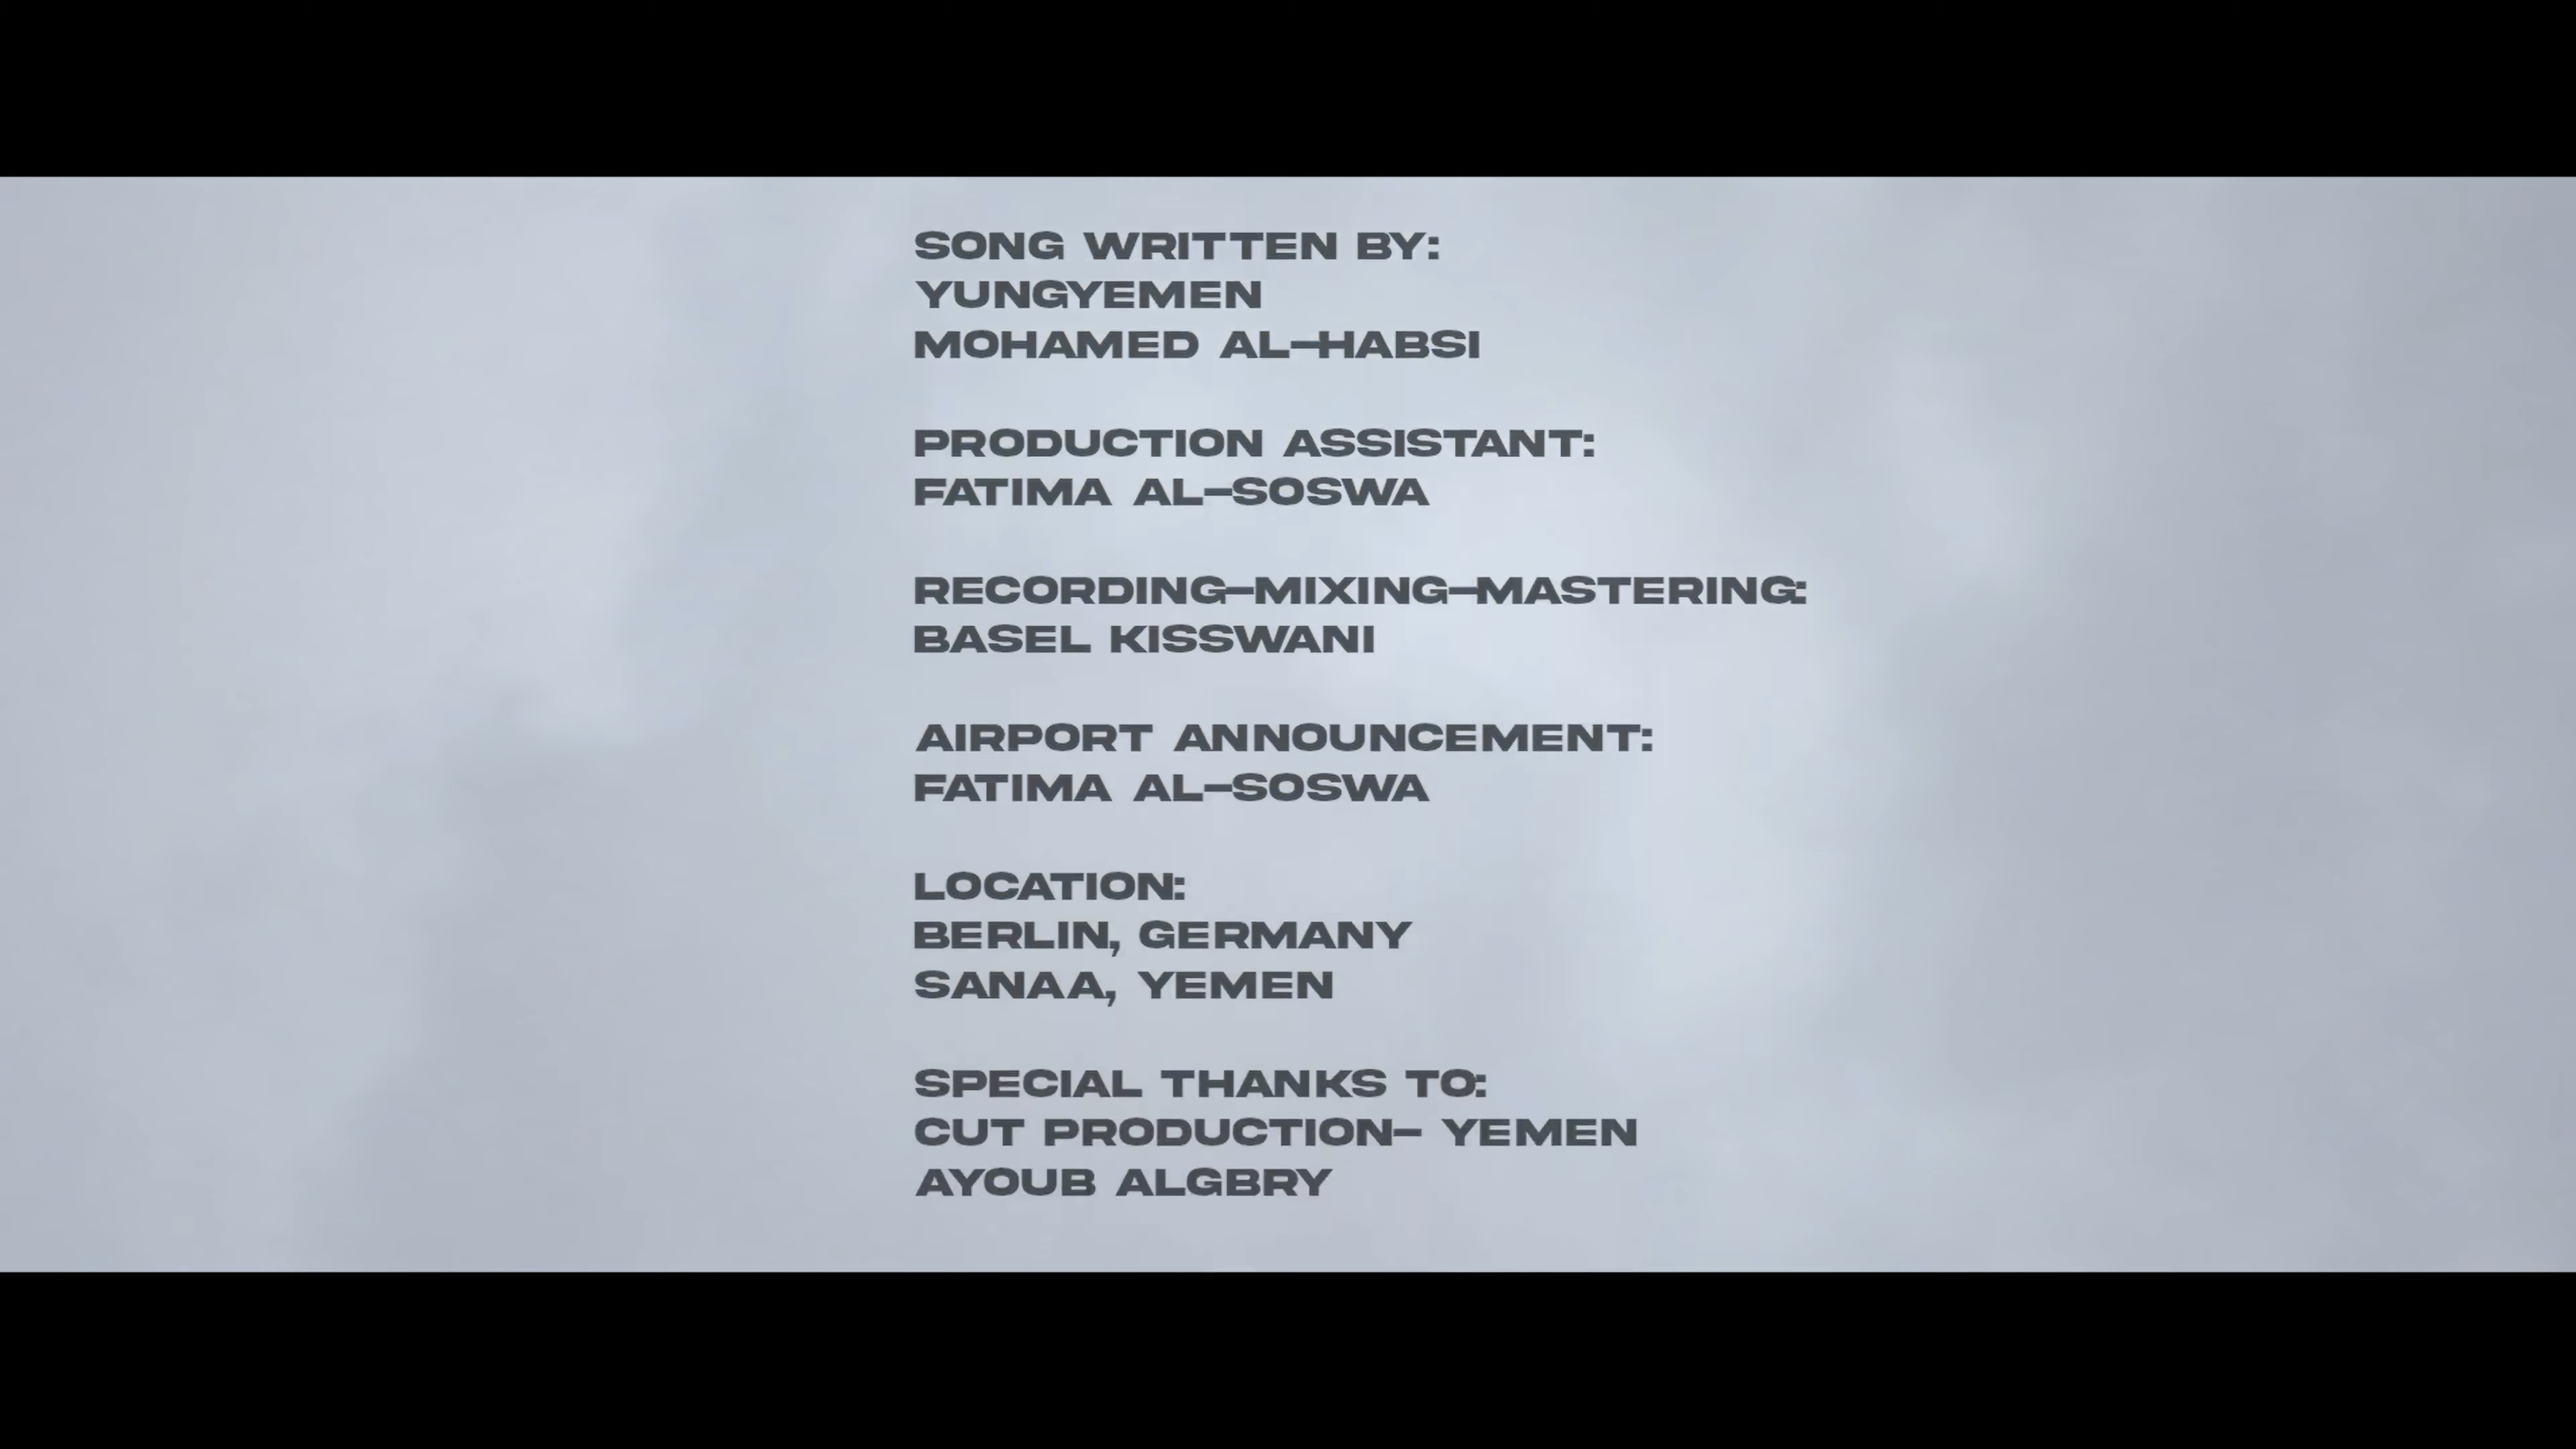 SONG WRITTEN BY:
YUNGYEMEN
MOHAMED AL-HABSI
PRODUCTION ASSISTANT:
FATIMA AL-SOSWA
RECORDING-MIXING-MASTERING:
BASEL KISSWANI
AIRPORT ANNOUNCEMENT:
FATIMA AL-SOSWA
LOCATION:
BERLIN, GERMANY
SANAA, YEMEN
SPECIAL THANKS TO:
CUT PRODUCTION- YEMEN
AYOUB ALGBRY